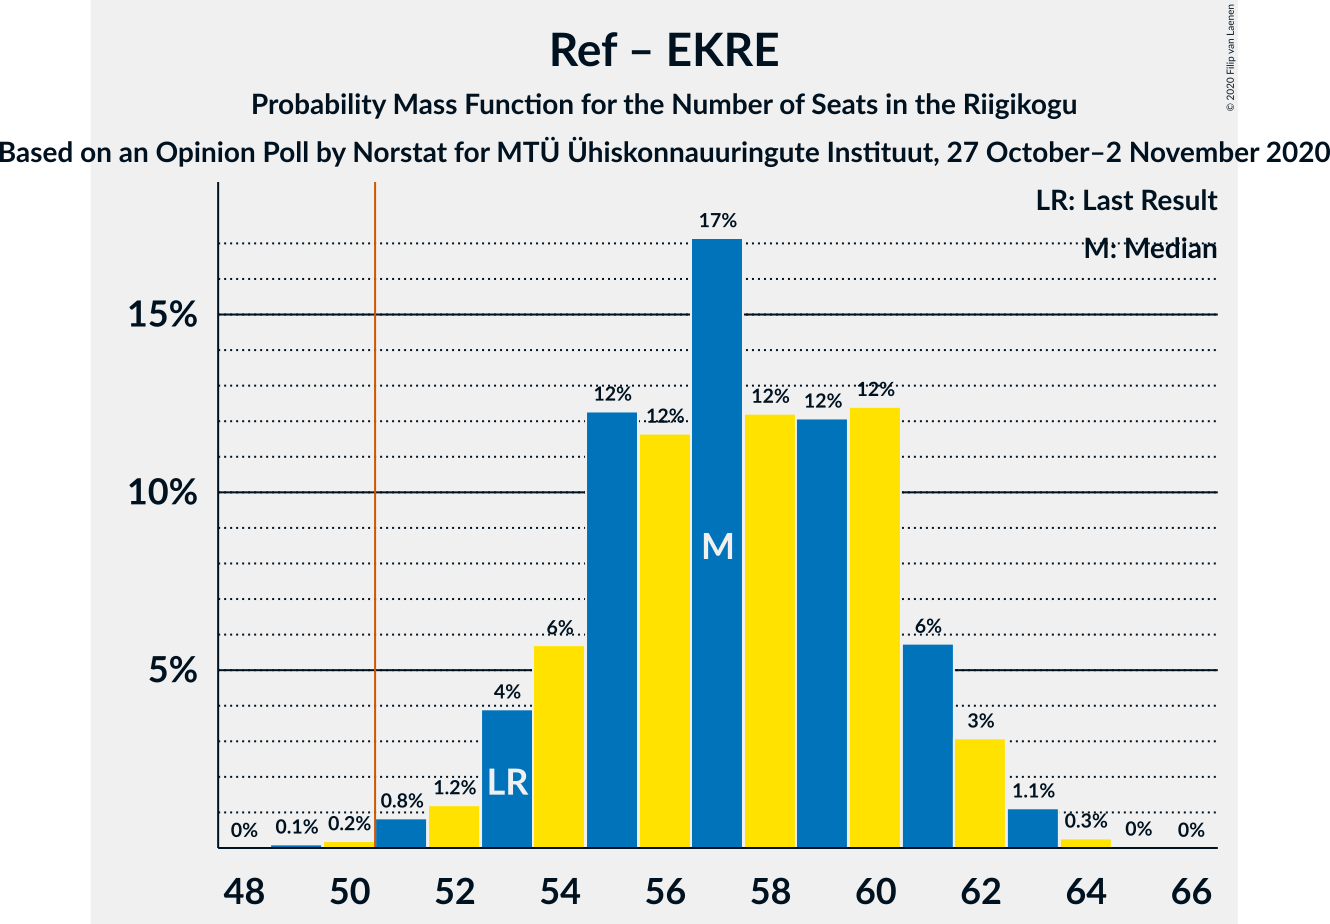 Ref – EKRE
Probability Mass Function for the Number of Seats in the Riigikogu
Based on an Opinion Poll by Norstat for MTÜ Ühiskonnauuringute Instituut, 27 October–2 November 2020
© 2020 Filip van Laenen
LR: Last Result
M: Median
15%
10%
5%
0%
0.1%
0.2%
0.8%
1.2%
4%
6%
12%
12%
17%
12%
12%
12%
6%
3%
1.1%
0.3%
0%
0%
LR
M
48 50 52 54 56 58 60 62 64 66